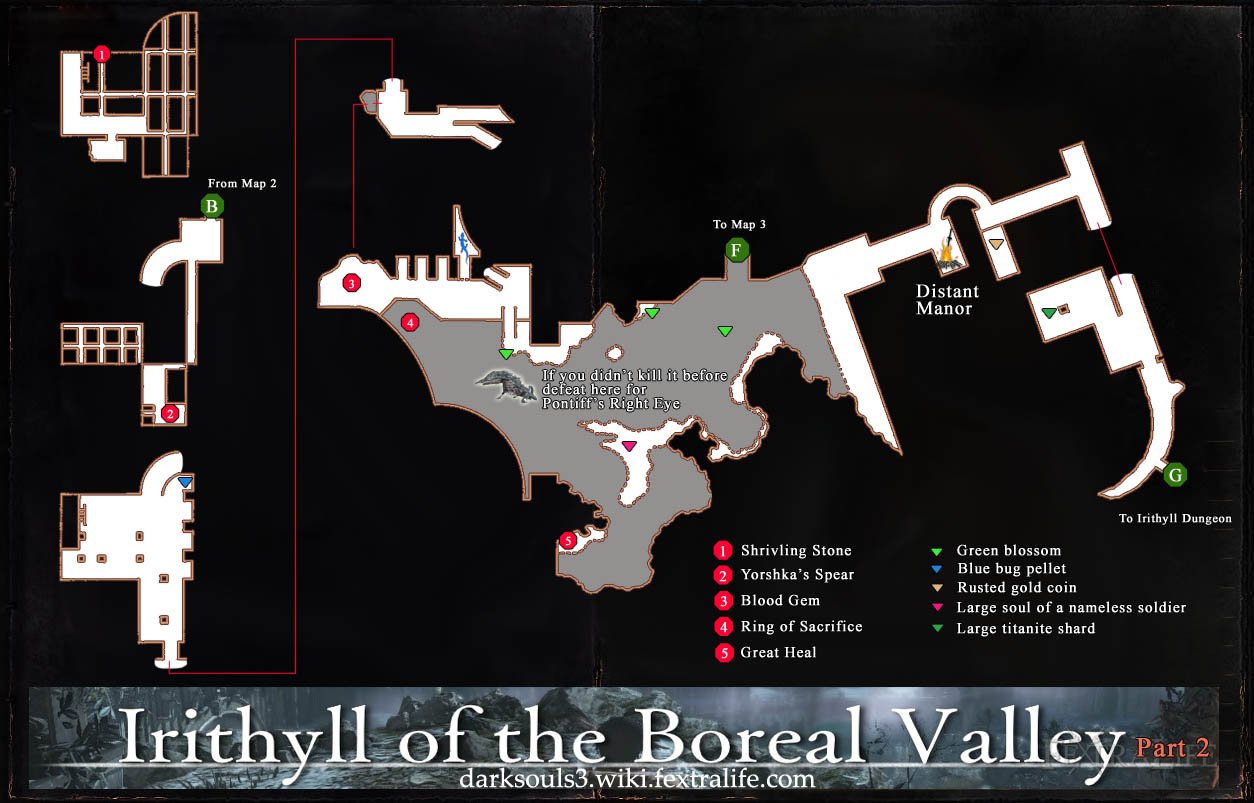 1
From Map 2
B
2
3
4
5
To Map 3
F
Distant
Manor
If you didn't kill it before
defeat here for
Pontiff's Right Eye
G
To Irithyll Dungeon
1 Shrivling Stone
2 Yorshka's Spear
3 Blood Gem
4 Ring of Sacrifice
5 Great Heal
Green blossom
Blue bug pellet
Rusted gold coin
Large soul of a nameless soldier
Large titanite shard
Irithyll of the Boreal Valley Part 2
darksouls3.wiki.fextralife.com